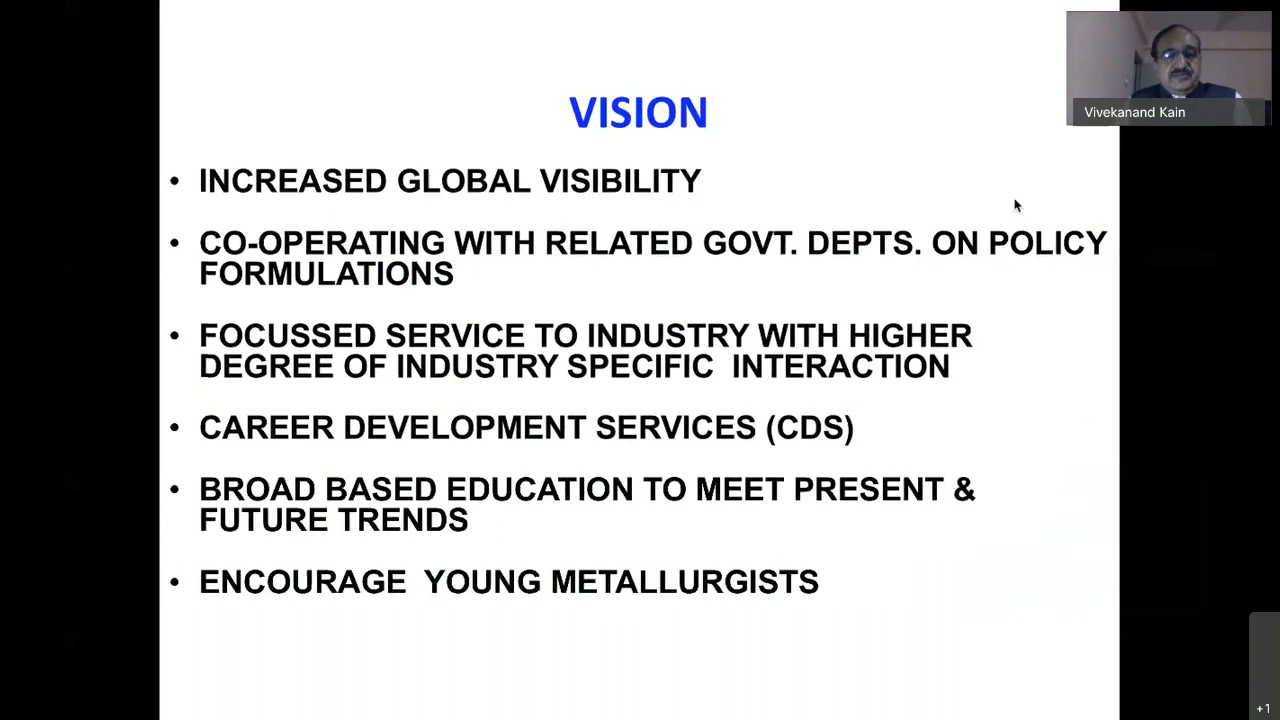 VISION
• INCREASED GLOBAL VISIBILITY
• CO-OPERATING WITH RELATED GOVT. DEPTS. ON POLICY
FORMULATIONS
• FOCUSSED SERVICE TO INDUSTRY WITH HIGHER
DEGREE OF INDUSTRY SPECIFIC  INTERACTION
• CAREER DEVELOPMENT SERVICES (CDS)
• BROAD BASED EDUCATION TO MEET PRESENT &
FUTURE TRENDS
• ENCOURAGE  YOUNG METALLURGISTS
Vivekanand Kain
+1